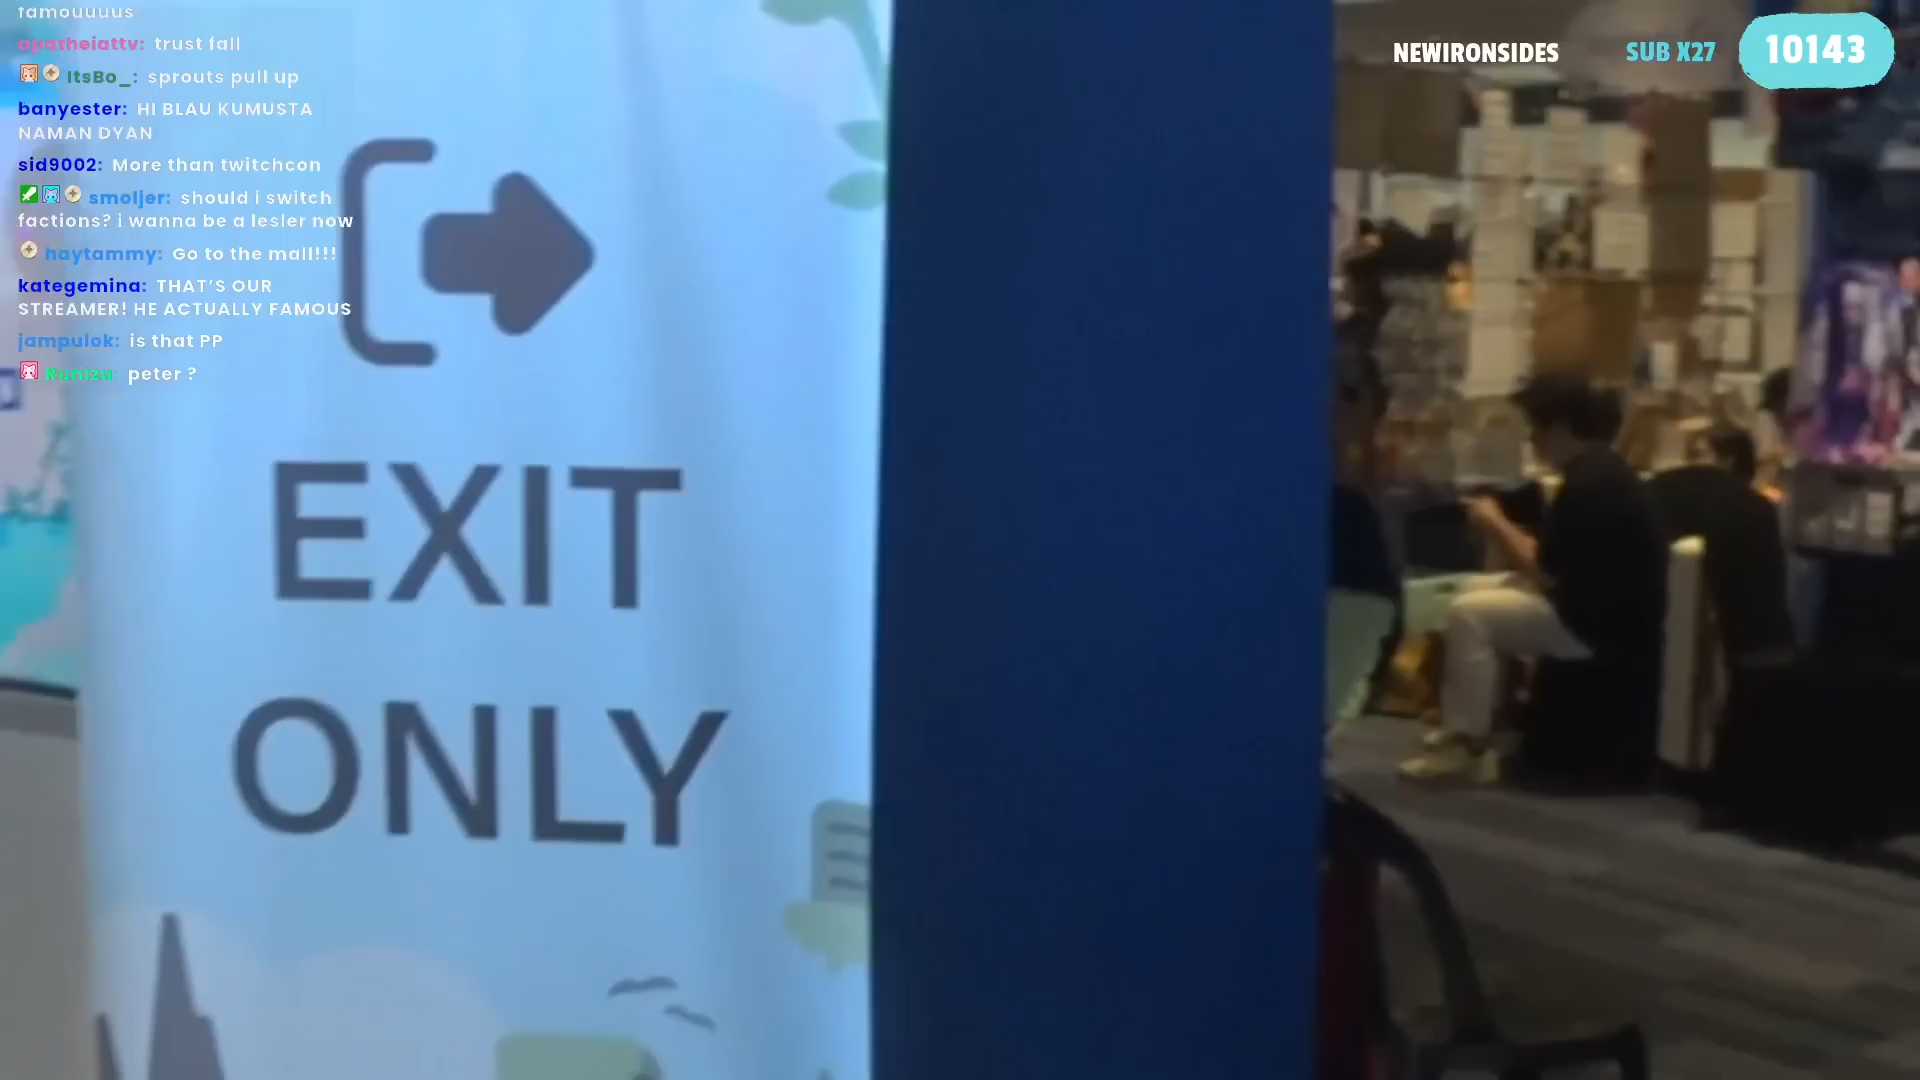 famouuuus
apatheiattv: trust fall
ItsBo_: sprouts pull up
banyester: HI BLAU KUMUSTA
NAMAN DYAN
sid9002: More than twitchcon
smoljer: should i switch
factions? i wanna be a lesler now
haytammy: Go to the mall!!!
kategemina: THAT'S OUR
STREAMER! HE ACTUALLY FAMOUS
jampulok: is that PP
Runizu: peter ?
NEWIRONSIDES SUB X27 10143
EXIT
ONLY